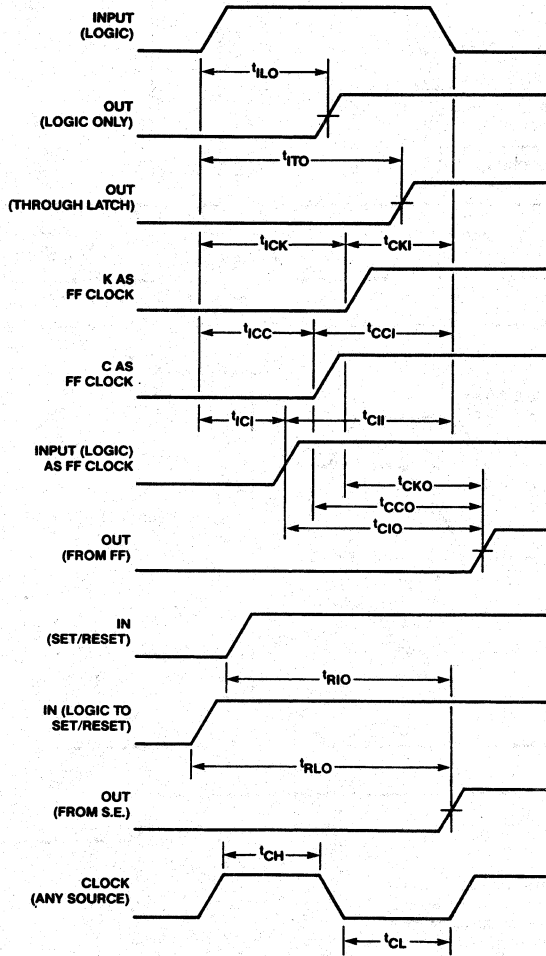 INPUT
(LOGIC)
tILO
OUT
(LOGIC ONLY)
tITO
OUT
(THROUGH LATCH)
tICK
tCKI
K AS
FF CLOCK
tICC
tCCI
C AS
FF CLOCK
tICI
tCII
INPUT (LOGIC)
AS FF CLOCK
tCKO
tCCO
tCIO
OUT
(FROM FF)
IN
(SET/RESET)
tRIO
IN (LOGIC TO
SET/RESET)
tRLO
OUT
(FROM S.E.)
tCH
CLOCK
(ANY SOURCE)
tCL